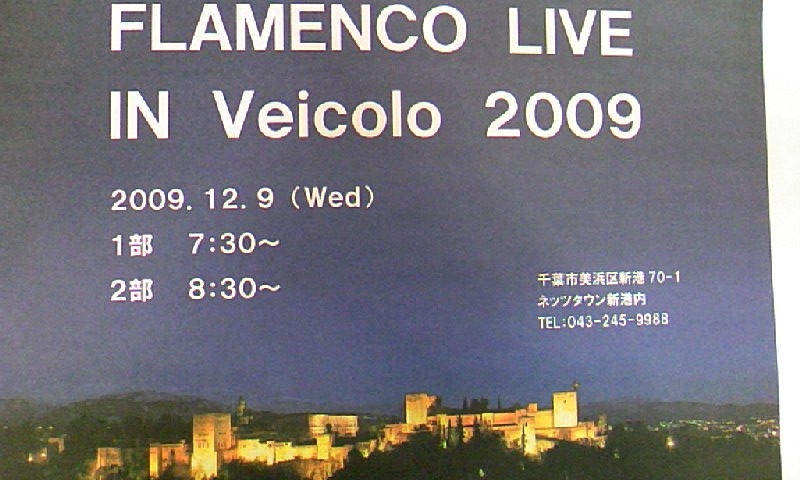 FLAMENCO LIVE
IN Veicolo 2009
2009.12.9（Wed）
1部 7:30～
2部 8:30～
千葉市美浜区新港70-1
ネッツタウン新港内
TEL:043-245-9988